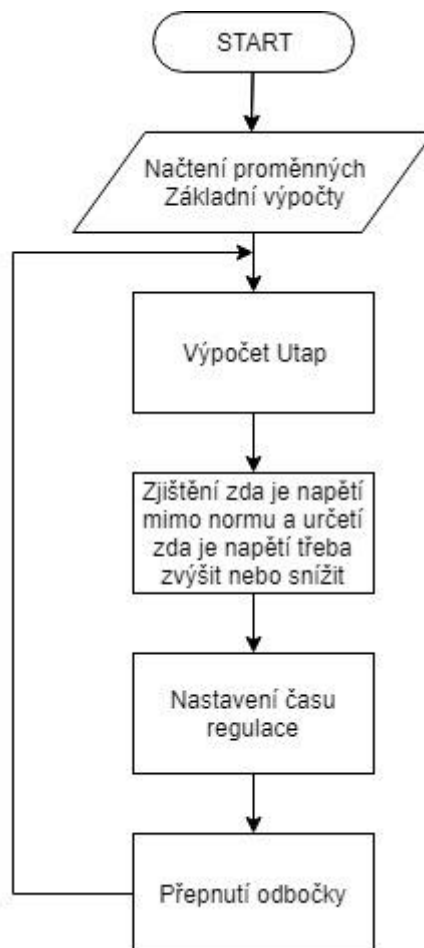 START
Načtení proměnných
Základní výpočty
Výpočet Utap
Zjištění zda je napětí
mimo normu a určetí
zda je napětí třeba
zvýšit nebo snížit
Nastavení času
regulace
Přepnutí odbočky